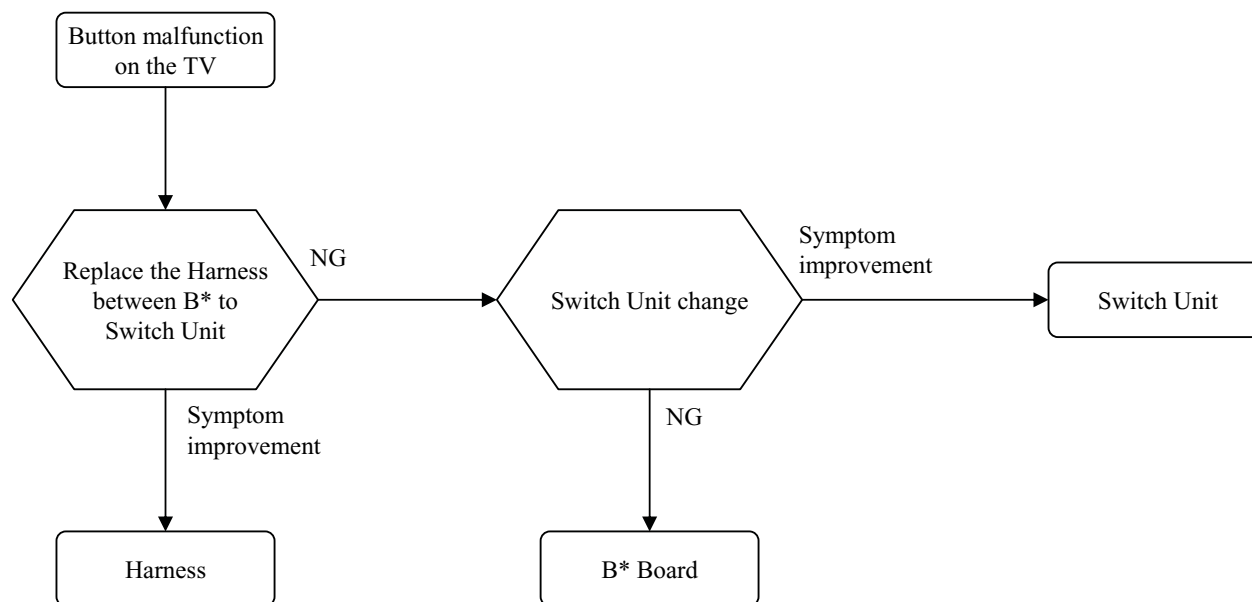 Button malfunction
on the TV
Replace the Harness
between B* to
Switch Unit
NG
Switch Unit change
Symptom
improvement
Switch Unit
Symptom
improvement
NG
Harness
B* Board